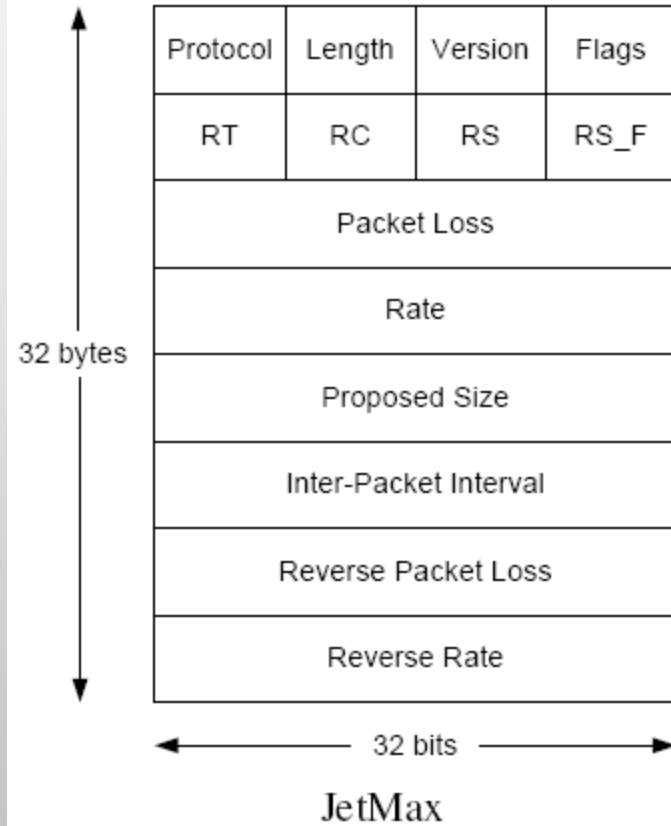 Protocol Length Version Flags
RT RC RS RS_F
Packet Loss
Rate
32 bytes
Proposed Size
Inter-Packet Interval
Reverse Packet Loss
Reverse Rate
32 bits
JetMax